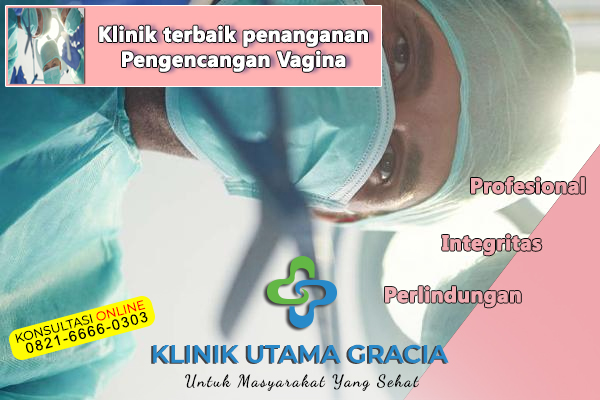 Klinik terbaik penanganan
Pengencangan Vagina
Profesional
Integritas
Perlindungan
KONSULTASI ONLINE
0821-6666-0303
KLINIK UTAMA GRACIA
Untuk Masyarakat Yang Sehat